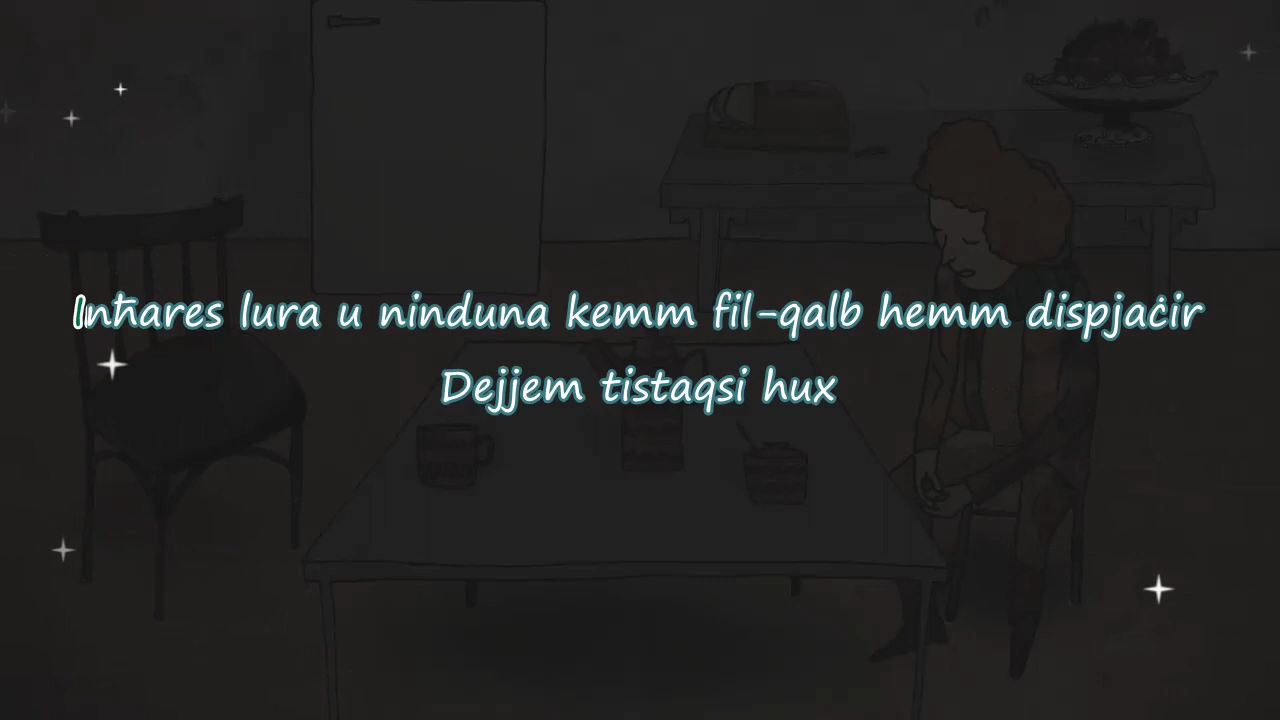 Inħares lura u ninduna kemm fil-qalb hemm dispjaċir
Dejjem tistaqsi hux